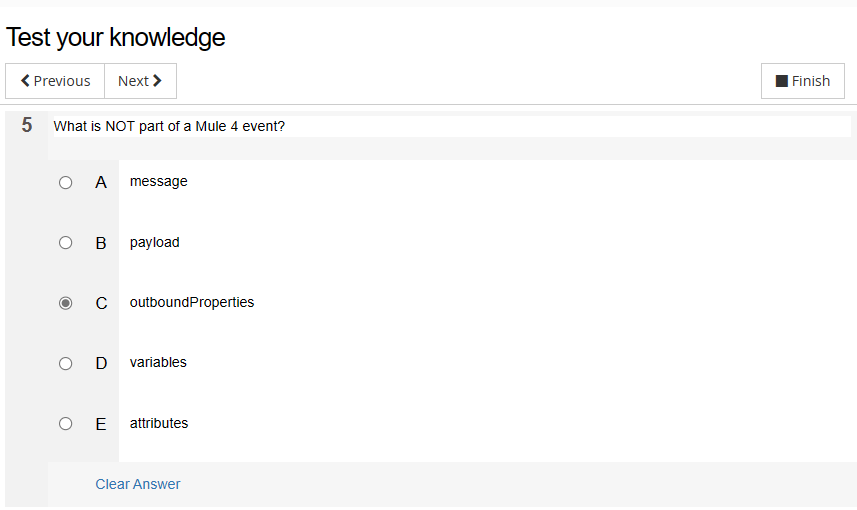 Test your knowledge
Previous Next Finish
5 What is NOT part of a Mule 4 event?
A message
B payload
C outboundProperties
D variables
E attributes
Clear Answer